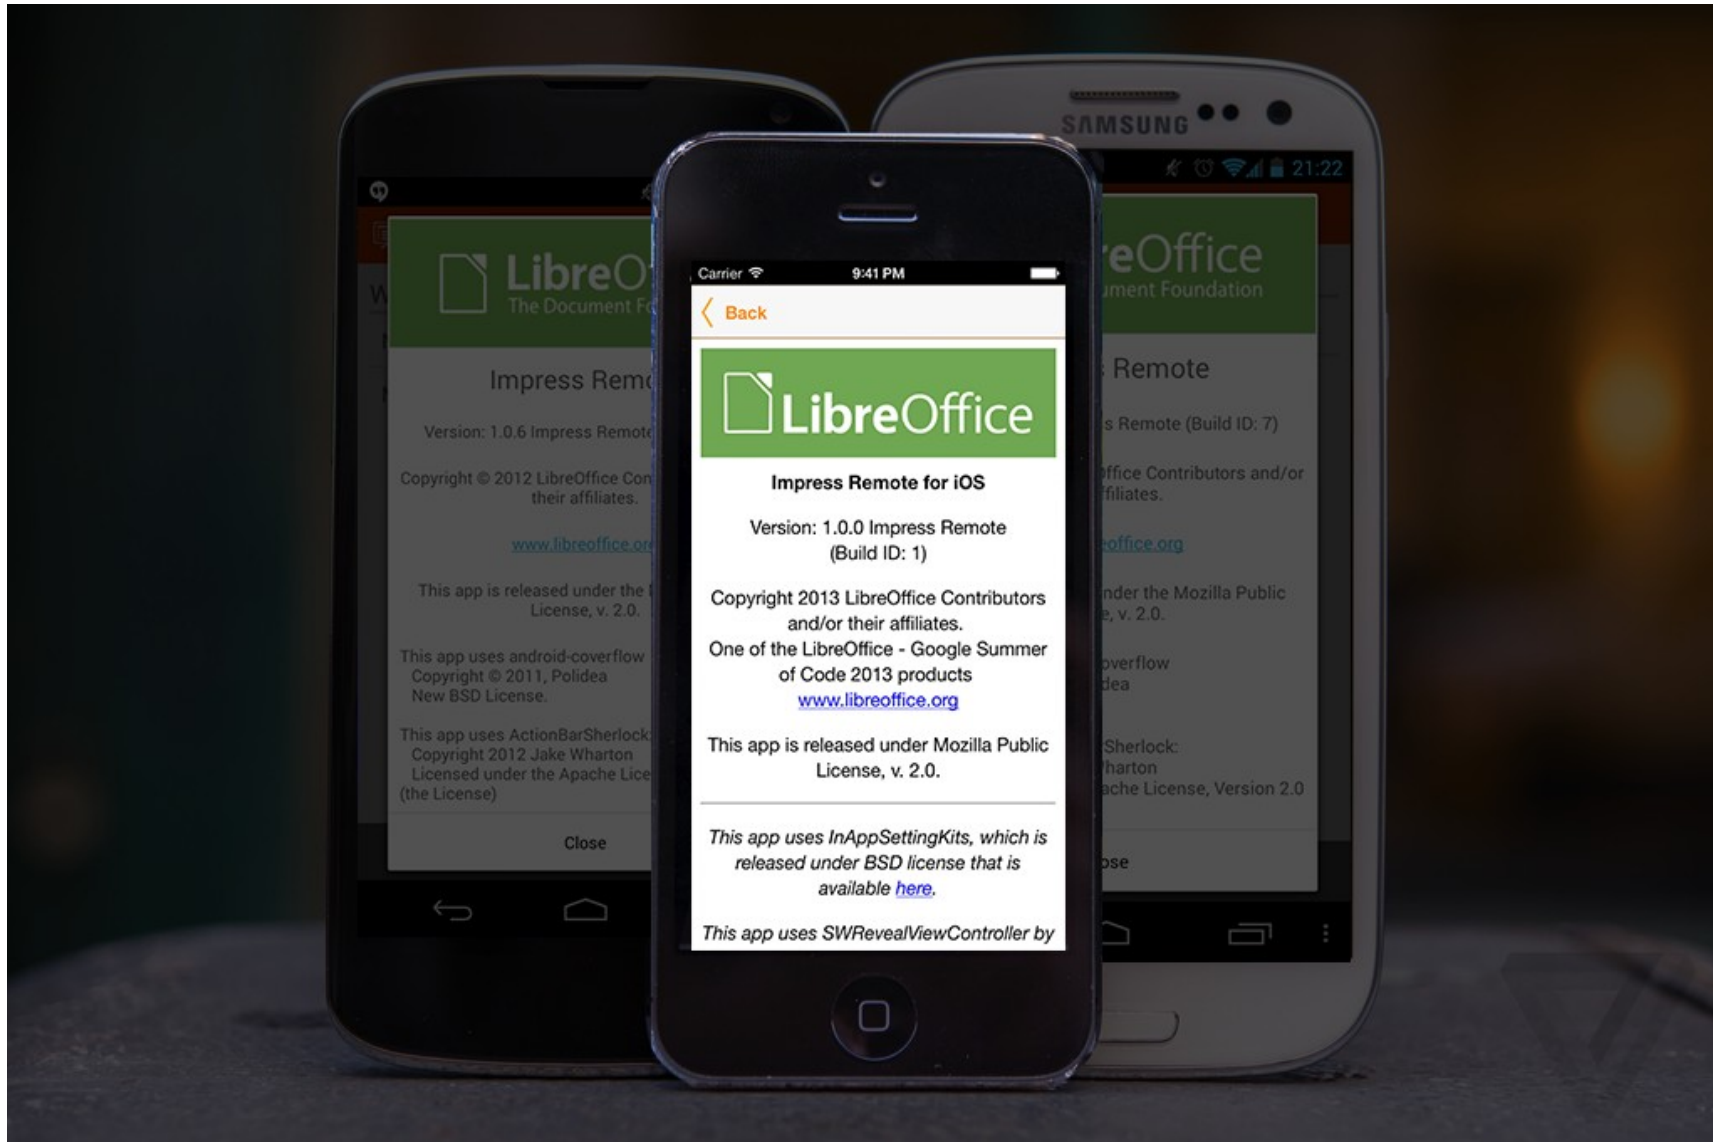 LibreO
The Document Fo
Impress Remo
Version: 1.0.6 Impress Remote
Copyright © 2012 LibreOffice Con
their affiliates.
www.libreoffice.or
This app is released under the
License, v. 2.0.
This app uses android-coverflow
Copyright © 2011, Polidea
New BSD License.
This app uses ActionBarSherlock:
Copyright 2012 Jake Wharton
Licensed under the Apache Lice
(the License)
Close
Carrier
9:41 PM
Back
LibreOffice
Impress Remote for iOS
Version: 1.0.0 Impress Remote
(Build ID: 1)
Copyright 2013 LibreOffice Contributors
and/or their affiliates.
One of the LibreOffice - Google Summer
of Code 2013 products
www.libreoffice.org
This app is released under Mozilla Public
License, v. 2.0.
This app uses InAppSettingKits, which is
released under BSD license that is
available here.
This app uses SWRevealViewController by
SAMSUNG
21:22
reOffice
ument Foundation
Remote
s Remote (Build ID: 7)
Office Contributors and/or
ffiliates.
eoffice.org
nder the Mozilla Public
e, v. 2.0.
overflow
dea
Sherlock:
Wharton
ache License, Version 2.0
ose